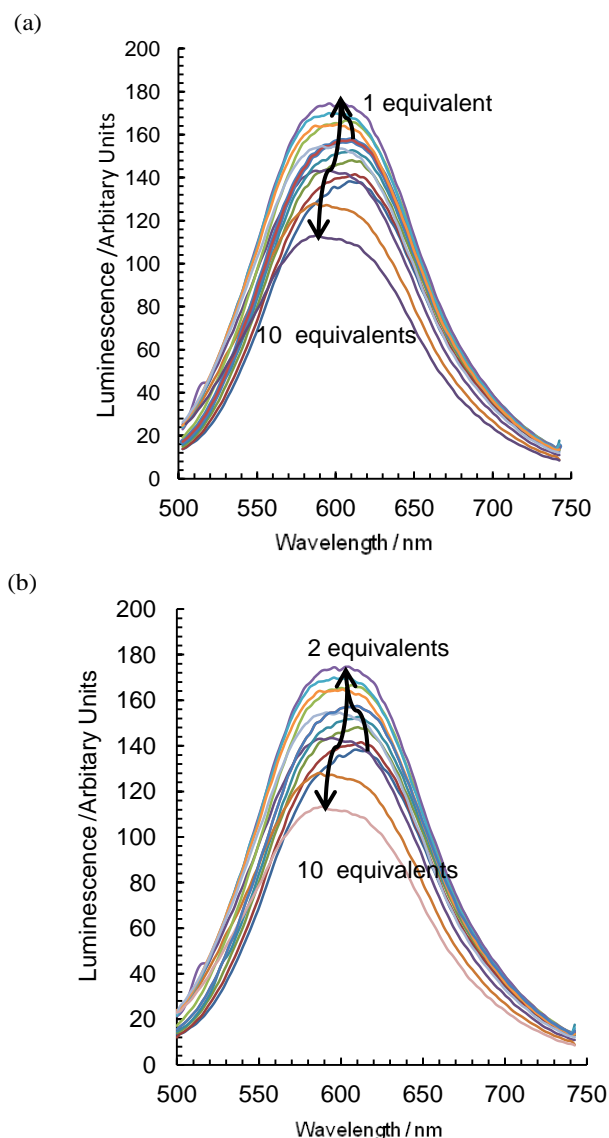 (a)
200
180
160
140
120
100
80
60
40
20
0
Luminescence /Arbitary Units
1 equivalent
10 equivalents
500 550 600 650 700 750
Wavelength / nm
(b)
200
180
160
140
120
100
80
60
40
20
0
Luminescence /Arbitary Units
2 equivalents
10 equivalents
500 550 600 650 700 750
Wavelength / nm